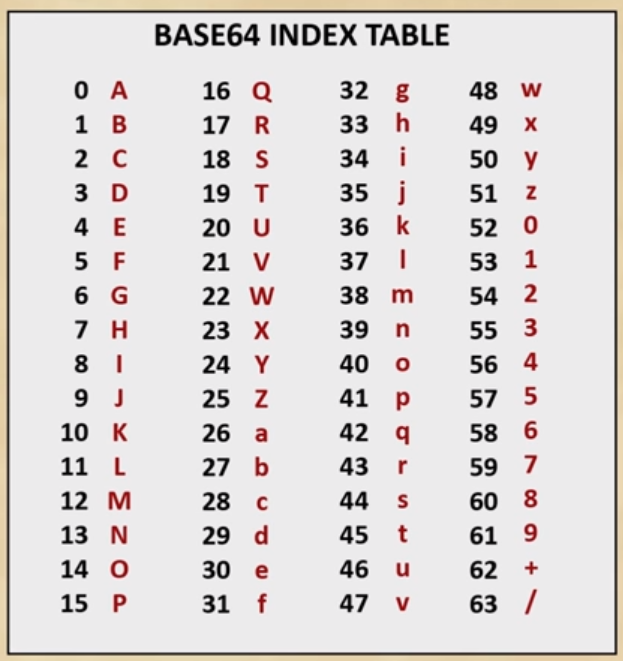 BASE64 INDEX TABLE
0 A 16 Q 32 g 48 w
1 B 17 R 33 h 49 x
2 C 18 S 34 i 50 y
3 D 19 T 35 j 51 z
4 E 20 U 36 k 52 0
5 F 21 V 37 l 53 1
6 G 22 W 38 m 54 2
7 H 23 X 39 n 55 3
8 I 24 Y 40 o 56 4
9 J 25 Z 41 p 57 5
10 K 26 a 42 q 58 6
11 L 27 b 43 r 59 7
12 M 28 c 44 s 60 8
13 N 29 d 45 t 61 9
14 O 30 e 46 u 62 +
15 P 31 f 47 v 63 /